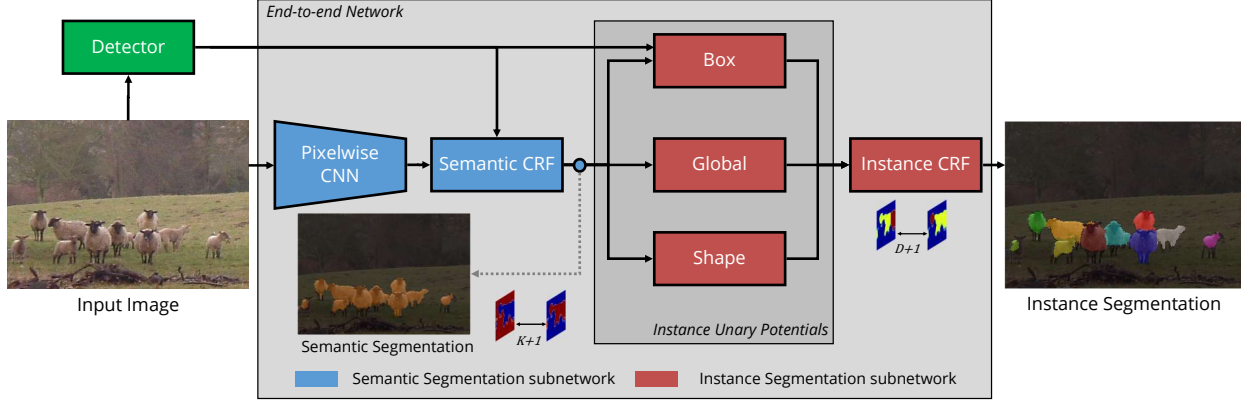 End-to-end Network
Detector
Box
Pixelwise
CNN
Semantic CRF
Global
Instance CRF
D+1
Shape
K+1
Input Image
Semantic Segmentation
Instance Unary Potentials
Instance Segmentation
Semantic Segmentation subnetwork
Instance Segmentation subnetwork